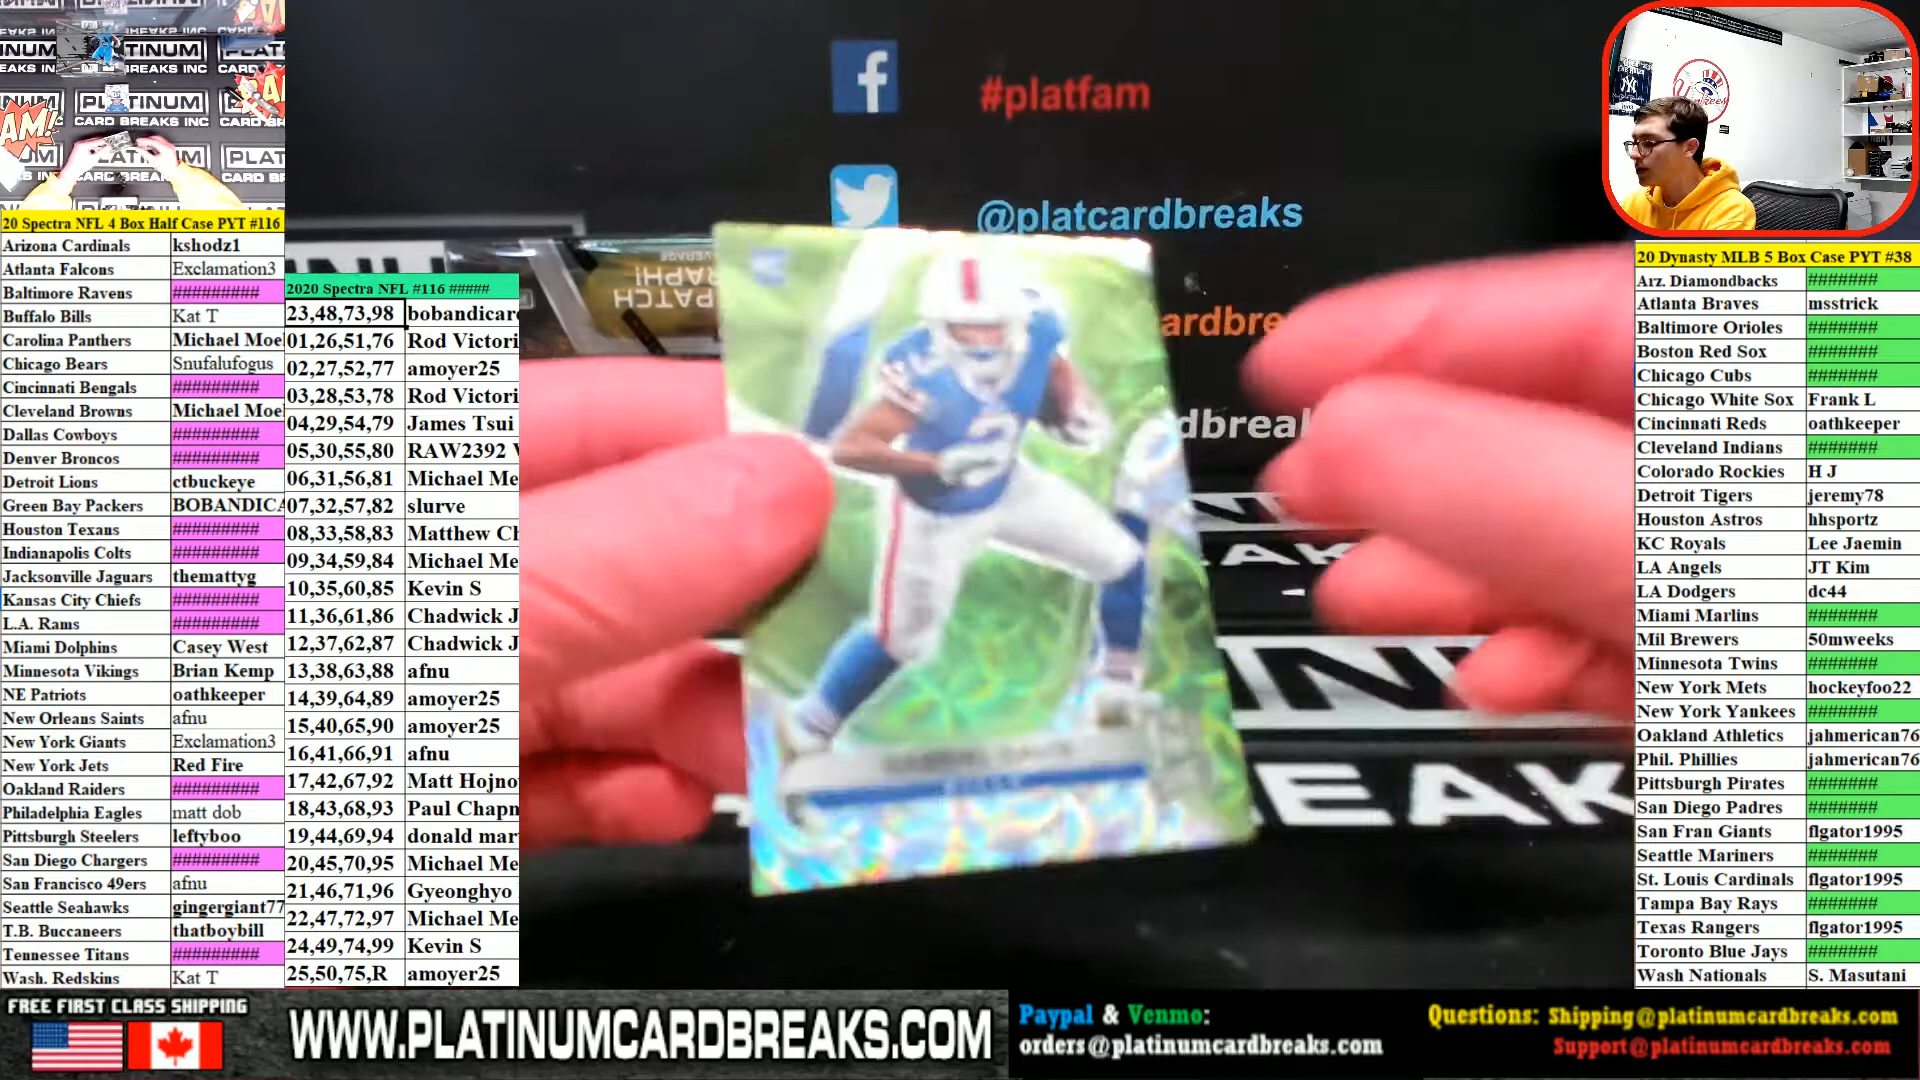 #platfam
@platcardbreaks
ardbre
dbreal
PLATINUM
CARD BREAKS INC
20 Spectra NFL 4 Box Half Case PYT #116
Arizona Cardinals kshodz1
Atlanta Falcons Exclamation3
Baltimore Ravens #########
Buffalo Bills Kat T
Carolina Panthers Michael Moe
Chicago Bears Snufalufogus
Cincinnati Bengals #########
Cleveland Browns Michael Moe
Dallas Cowboys #########
Denver Broncos #########
Detroit Lions ctbuckeye
Green Bay Packers BOBANDICA
Houston Texans #########
Indianapolis Colts #########
Jacksonville Jaguars themattyg
Kansas City Chiefs #########
L.A. Rams #########
Miami Dolphins Casey West
Minnesota Vikings Brian Kemp
NE Patriots oathkeeper
New Orleans Saints afnu
New York Giants Exclamation3
New York Jets Red Fire
Oakland Raiders #########
Philadelphia Eagles matt dob
Pittsburgh Steelers leftyboo
San Diego Chargers #########
San Francisco 49ers afnu
Seattle Seahawks gingergiant77
T.B. Buccaneers thatboybill
Tennessee Titans #########
Wash. Redskins Kat T
2020 Spectra NFL #116 #####
23,48,73,98 bobandicar
01,26,51,76 Rod Victori
02,27,52,77 amoyer25
03,28,53,78 Rod Victori
04,29,54,79 James Tsui
05,30,55,80 RAW2392 V
06,31,56,81 Michael Me
07,32,57,82 slurve
08,33,58,83 Matthew Ch
09,34,59,84 Michael Me
10,35,60,85 Kevin S
11,36,61,86 Chadwick J
12,37,62,87 Chadwick J
13,38,63,88 afnu
14,39,64,89 amoyer25
15,40,65,90 amoyer25
16,41,66,91 afnu
17,42,67,92 Matt Hojno
18,43,68,93 Paul Chapn
19,44,69,94 donald mar
20,45,70,95 Michael Me
21,46,71,96 Gyeonghyo
22,47,72,97 Michael Me
24,49,74,99 Kevin S
25,50,75,R amoyer25
20 Dynasty MLB 5 Box Case PYT #38
Arz. Diamondbacks #######
Atlanta Braves msstrick
Baltimore Orioles #######
Boston Red Sox #######
Chicago Cubs #######
Chicago White Sox Frank L
Cincinnati Reds oathkeeper
Cleveland Indians #######
Colorado Rockies H J
Detroit Tigers jeremy78
Houston Astros hhsportz
KC Royals Lee Jaemin
LA Angels JT Kim
LA Dodgers dc44
Miami Marlins #######
Mil Brewers 50mweeks
Minnesota Twins #######
New York Mets hockeyfoo22
New York Yankees #######
Oakland Athletics jahmerican76
Phil. Phillies jahmerican76
Pittsburgh Pirates #######
San Diego Padres #######
San Fran Giants flgator1995
Seattle Mariners #######
St. Louis Cardinals flgator1995
Tampa Bay Rays #######
Texas Rangers flgator1995
Toronto Blue Jays #######
Wash Nationals S. Masutani
FREE FIRST CLASS SHIPPING
WWW.PLATINUMCARDBREAKS.COM
Paypal & Venmo:
orders@platinumcardbreaks.com
Questions: Shipping@platinumcardbreaks.com
Support@platinumcardbreaks.com